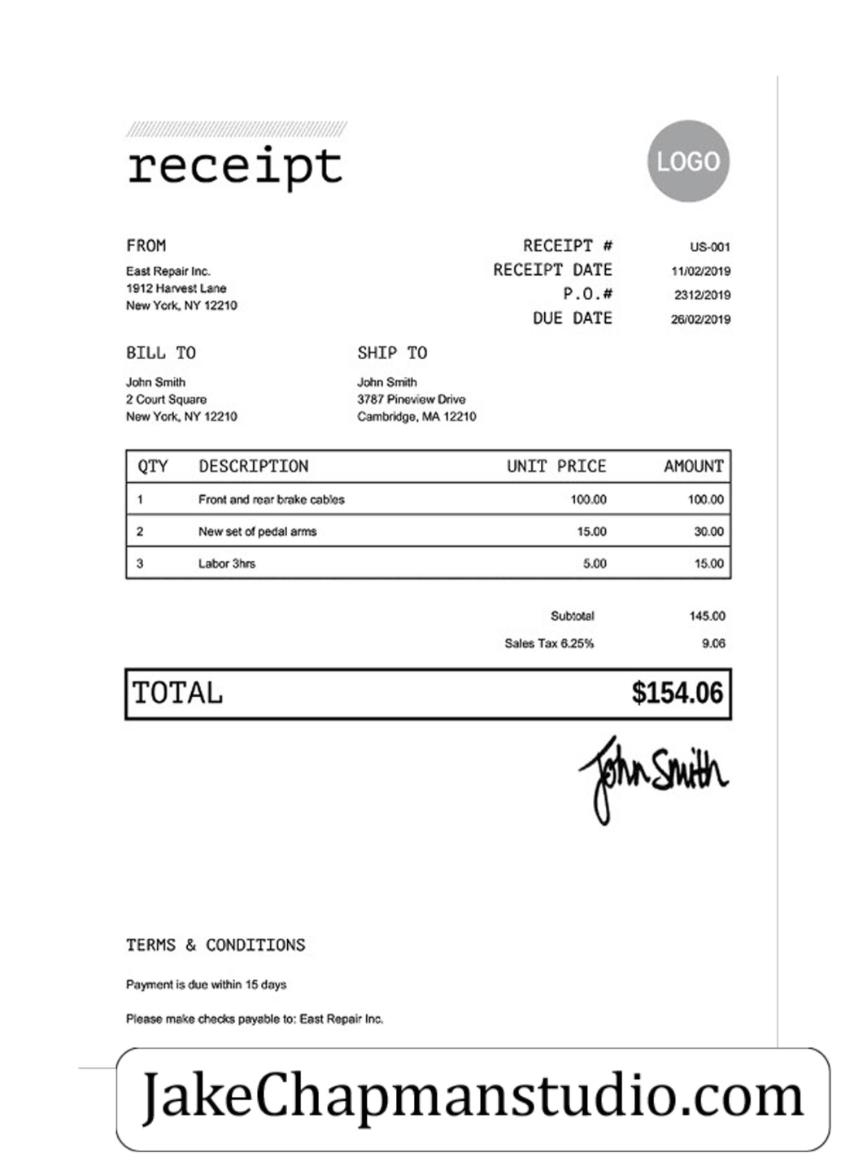 receipt
LOGO
FROM
East Repair Inc.
1912 Harvest Lane
New York, NY 12210
RECEIPT # US-001
RECEIPT DATE 11/02/2019
P.O.# 2312/2019
DUE DATE 26/02/2019
BILL TO
John Smith
2 Court Square
New York, NY 12210
SHIP TO
John Smith
3787 Pineview Drive
Cambridge, MA 12210
QTY DESCRIPTION UNIT PRICE AMOUNT
1 Front and rear brake cables 100.00 100.00
2 New set of pedal arms 15.00 30.00
3 Labor 3hrs 5.00 15.00
Subtotal 145.00
Sales Tax 6.25% 9.06
TOTAL $154.06
John Smith
TERMS & CONDITIONS
Payment is due within 15 days
Please make checks payable to: East Repair Inc.
JakeChapmanstudio.com